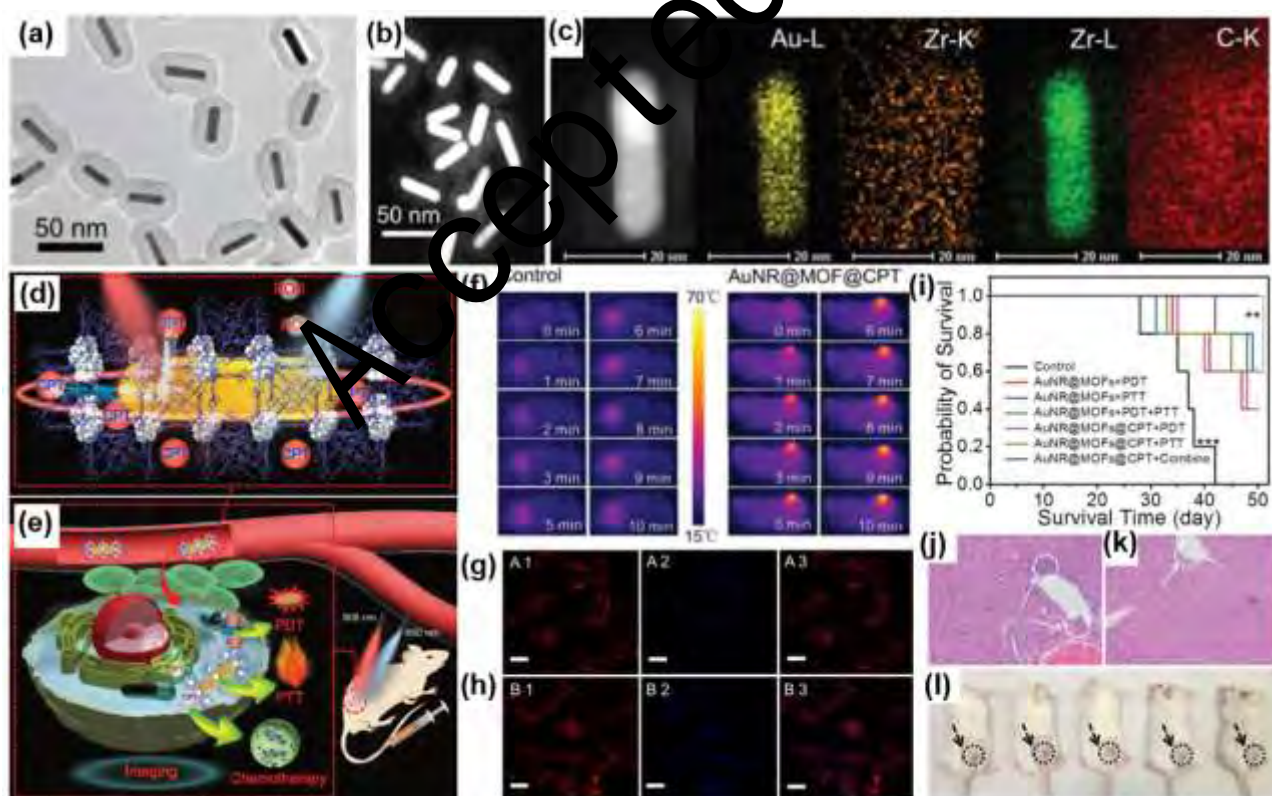 Accepted
(a)
50 nm
(b)
50 nm
(c)
Au-L
Zr-K
Zr-L
C-K
20 nm
20 nm
20 nm
20 nm
20 nm
(d)
CPT
CPT
CPT
(e)
PDT
PTT
Chemotherapy
Imaging
808 nm
(f)
Control
0 min
6 min
1 min
7 min
2 min
8 min
3 min
9 min
5 min
10 min
70℃
15℃
AuNR@MOF@CPT
0 min
6 min
1 min
7 min
2 min
8 min
3 min
9 min
5 min
10 min
(g)
A 1
A 2
A 3
(h)
B 1
B 2
B 3
(i)
Probability of Survival
1.0
0.8
0.6
0.4
0.2
0.0
**
***
Control
AuNR@MOFs+PDT
AuNR@MOFs+PTT
AuNR@MOFs+PDT+PTT
AuNR@MOFs@CPT+PDT
AuNR@MOFs@CPT+PTT
AuNR@MOFs@CPT+Combine
0 10 20 30 40 50
Survival Time (day)
(j)
(k)
(l)